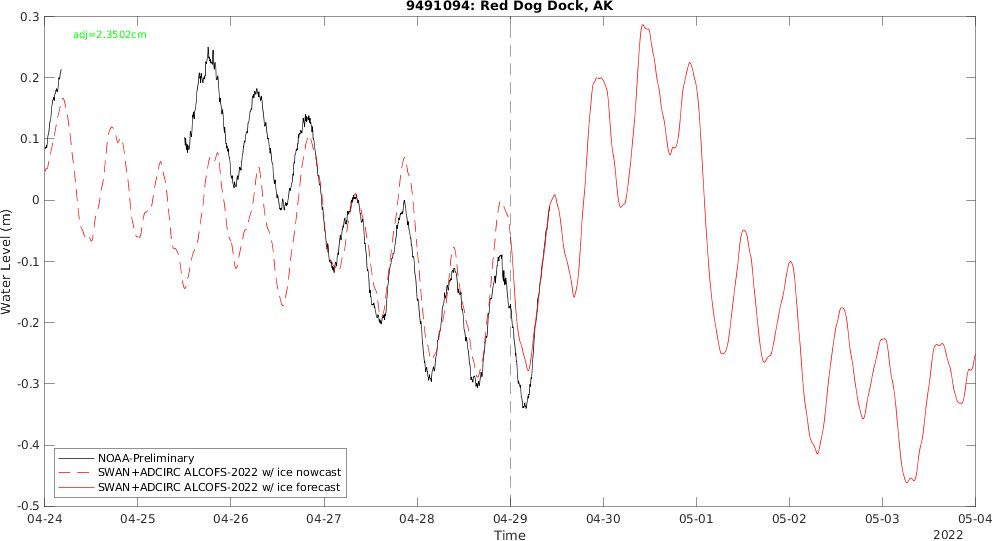 9491094: Red Dog Dock, AK
adj=2.3502cm
Water Level (m)
0.3
0.2
0.1
0
-0.1
-0.2
-0.3
-0.4
-0.5
NOAA-Preliminary
SWAN+ADCIRC ALCOFS-2022 w/ ice nowcast
SWAN+ADCIRC ALCOFS-2022 w/ ice forecast
04-24 04-25 04-26 04-27 04-28 04-29 04-30 05-01 05-02 05-03 05-04
Time
2022